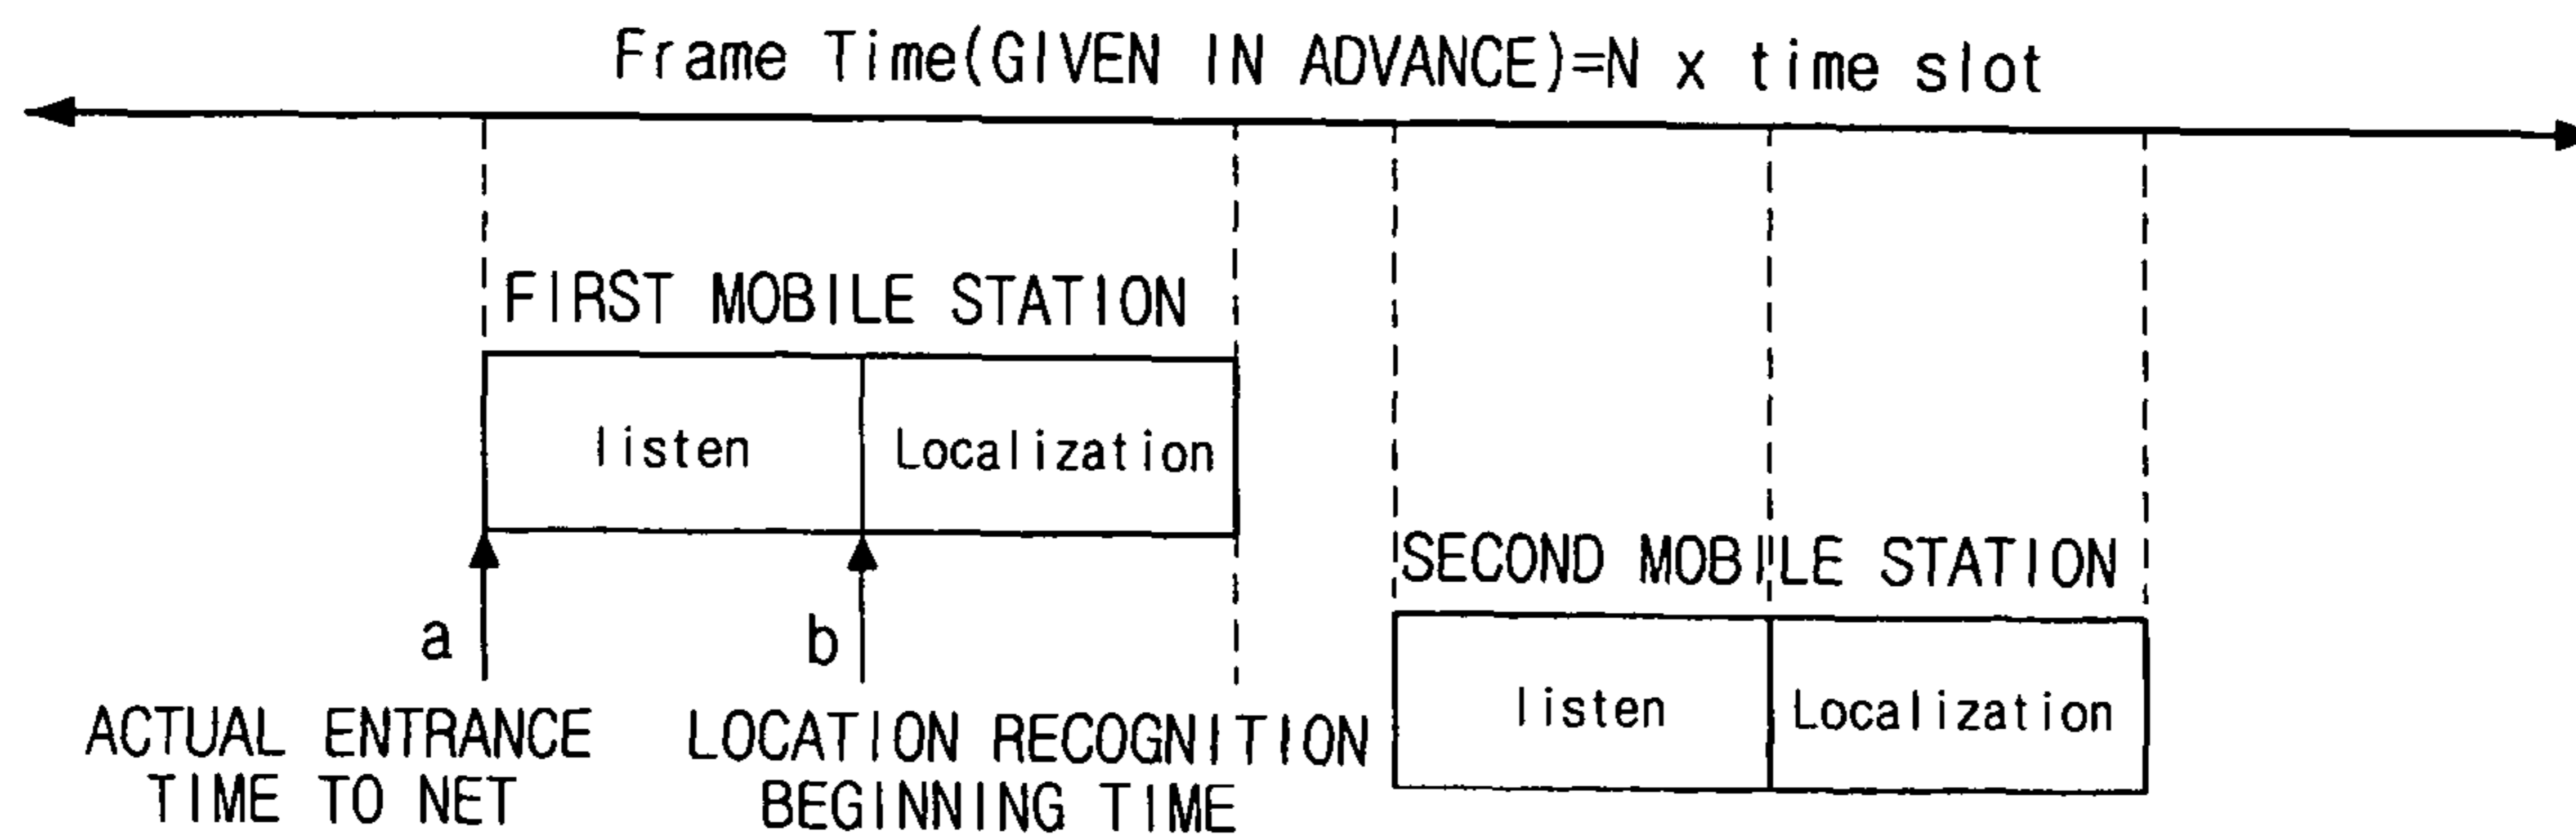 Frame Time(GIVEN IN ADVANCE)=N x time slot
FIRST MOBILE STATION
listen
Localization
a
b
ACTUAL ENTRANCE
TIME TO NET
LOCATION RECOGNITION
BEGINNING TIME
SECOND MOBILE STATION
listen
Localization